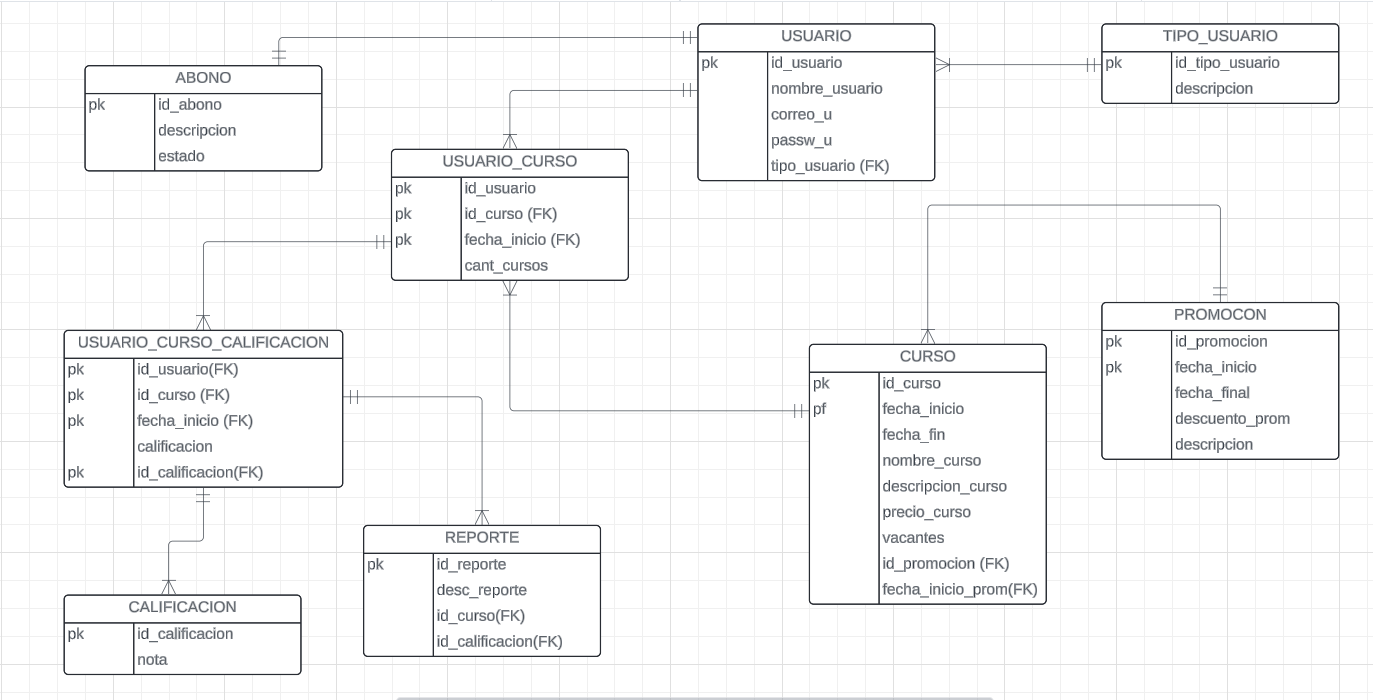 USUARIO
pk id_usuario
nombre_usuario
correo_u
passw_u
tipo_usuario (FK)
TIPO_USUARIO
pk id_tipo_usuario
descripcion
ABONO
pk id_abono
descripcion
estado
USUARIO_CURSO
pk id_usuario
pk id_curso (FK)
pk fecha_inicio (FK)
cant_cursos
PROMOCON
pk id_promocion
pk fecha_inicio
fecha_final
descuento_prom
descripcion
USUARIO_CURSO_CALIFICACION
pk id_usuario(FK)
pk id_curso (FK)
pk fecha_inicio (FK)
calificacion
pk id_calificacion(FK)
CURSO
pk id_curso
pf fecha_inicio
fecha_fin
nombre_curso
descripcion_curso
precio_curso
vacantes
id_promocion (FK)
fecha_inicio_prom(FK)
REPORTE
pk id_reporte
desc_reporte
id_curso(FK)
id_calificacion(FK)
CALIFICACION
pk id_calificacion
nota